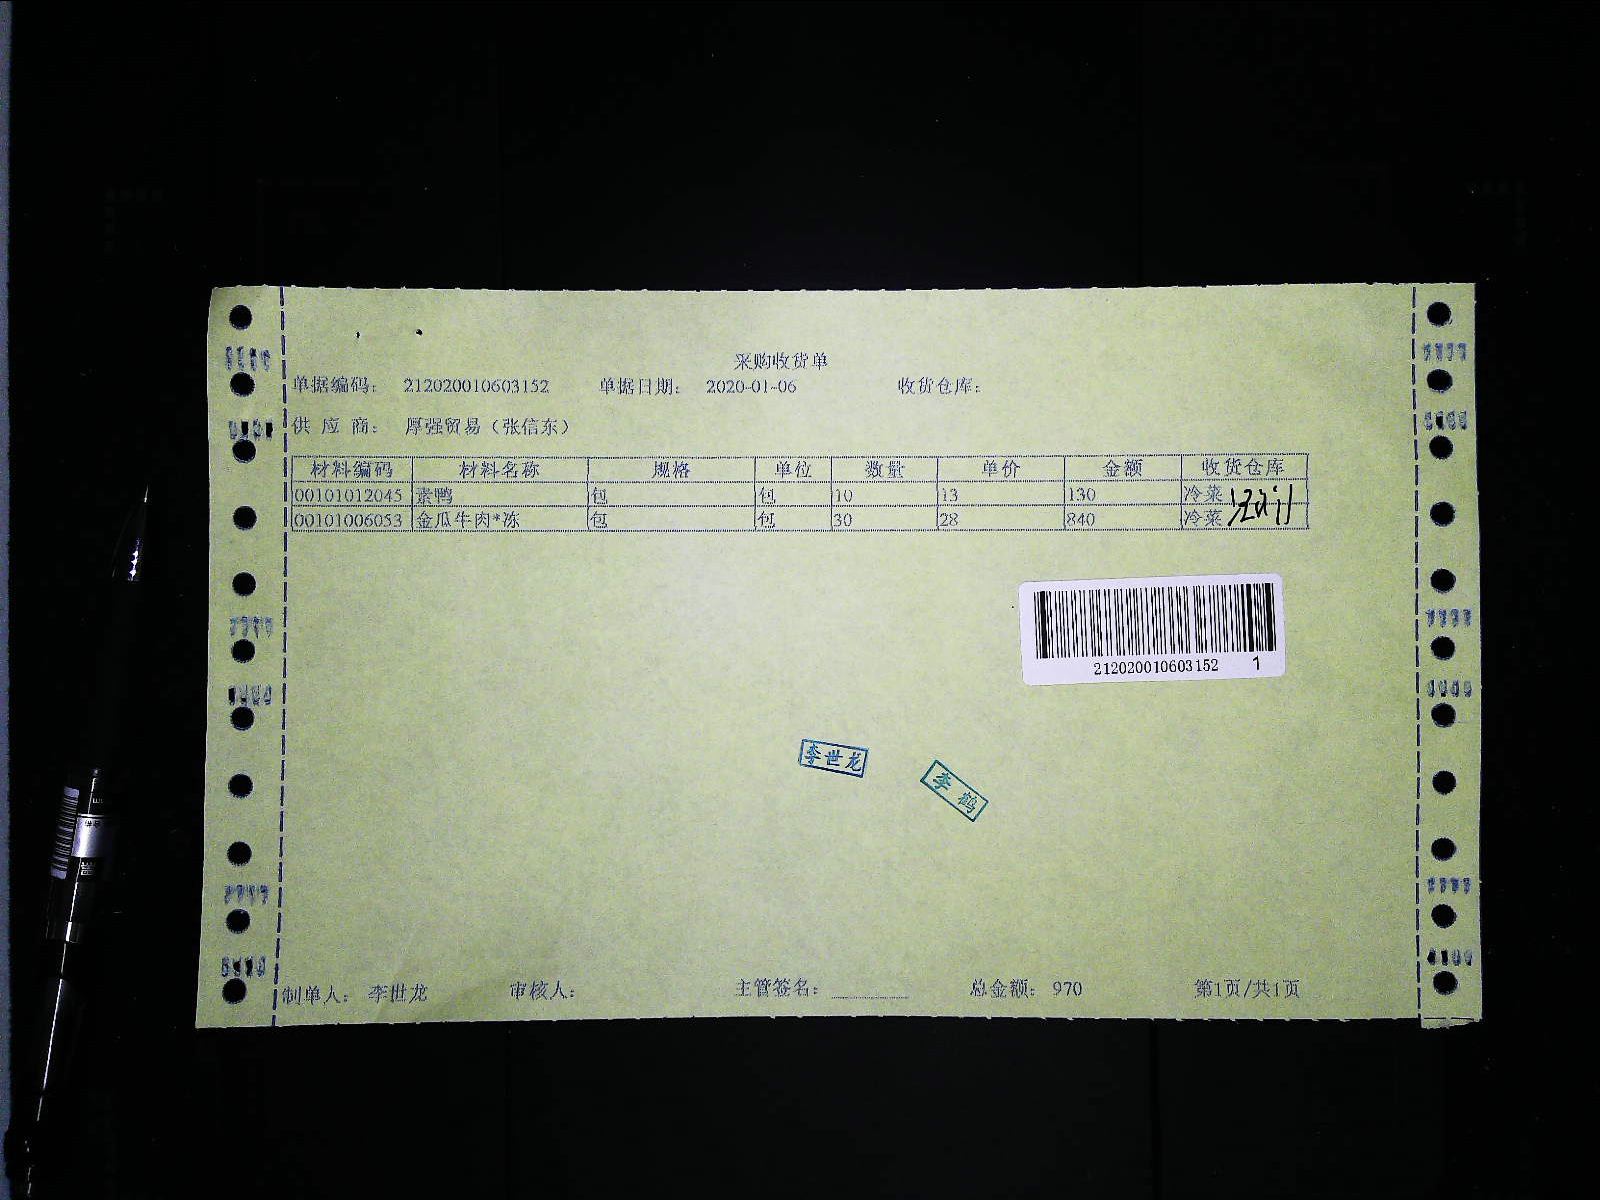 采购收货单
单据编码： 212020010603152 单据日期： 2020-01-06 收货仓库：
供 应 商： 厚强贸易（张信东）
材料编码 材料名称 规格 单位 数量 单价 金额 收货仓库
00101012045 素鸭 包 包 10 13 130 冷菜
00101006053 金瓜牛肉*冻 包 包 30 28 840 冷菜
212020010603152 1
李世龙
李鹤
制单人： 李世龙 审核人： 主管签名： 总金额： 970 第1页/共1页